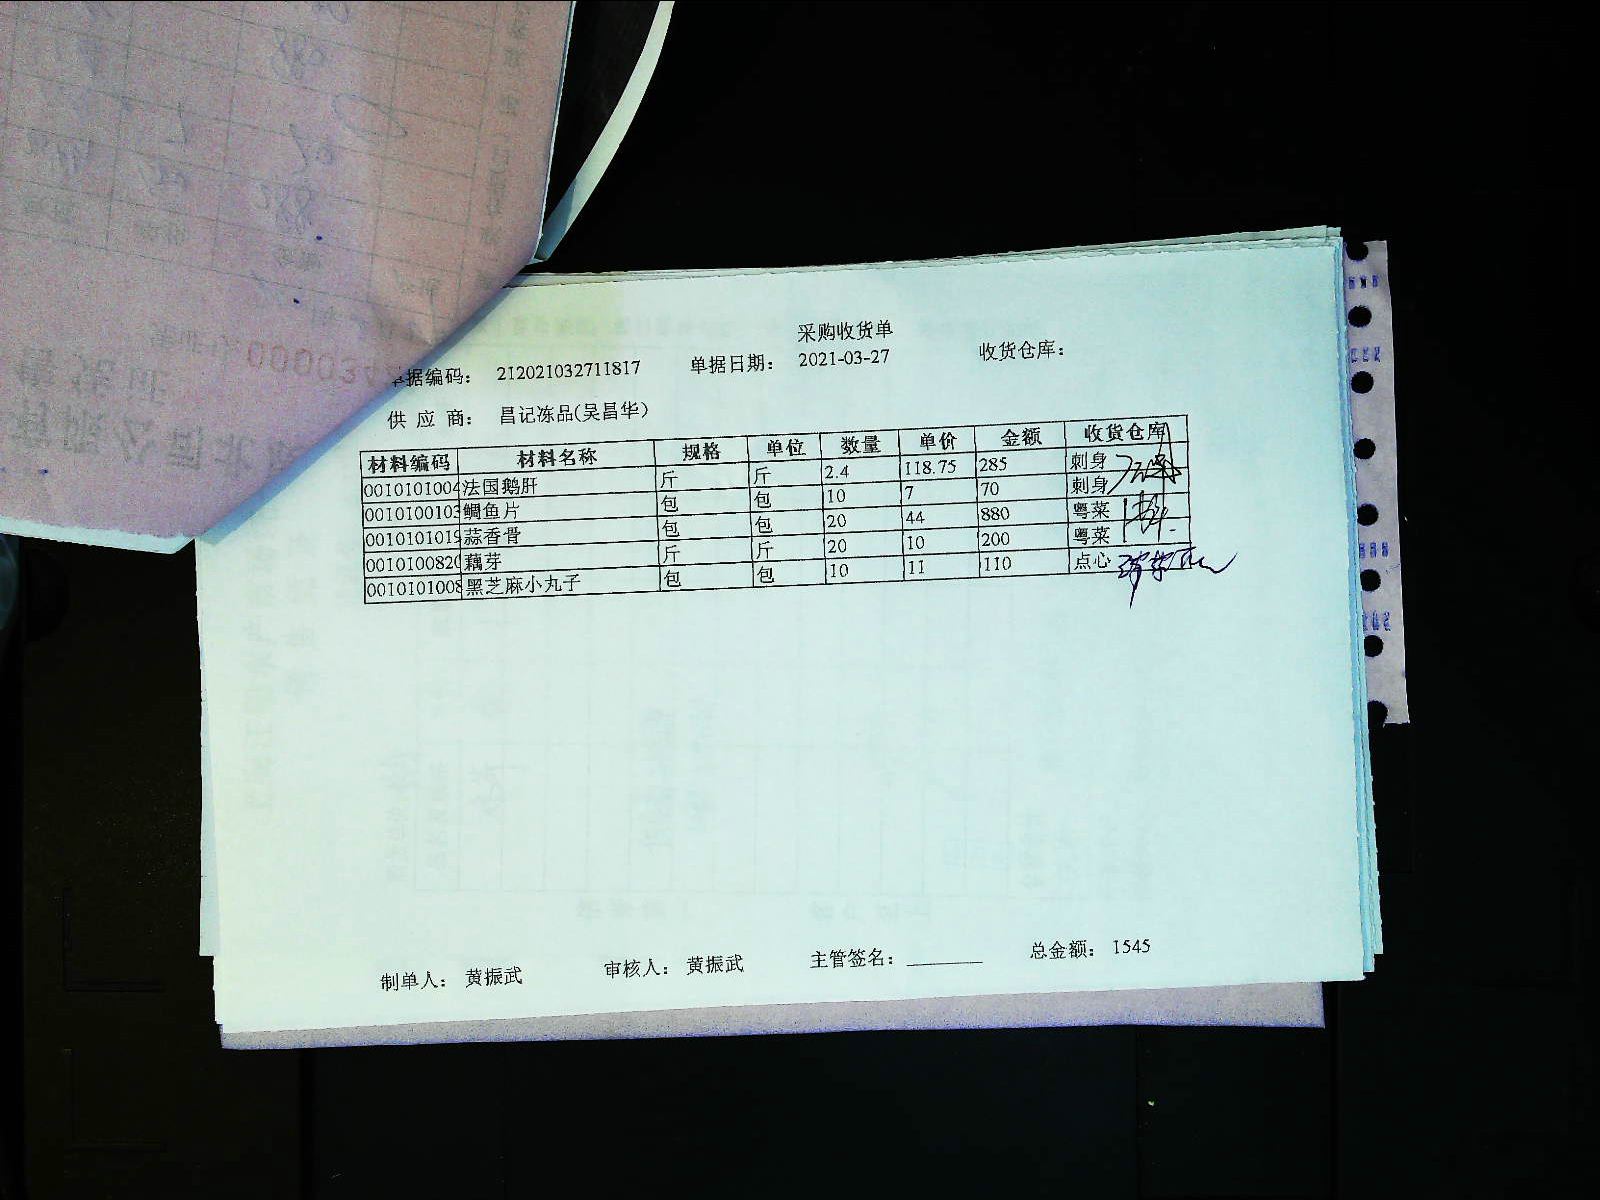 采购收货单
据编码： 212021032711817 单据日期： 2021-03-27 收货仓库：
供 应 商： 昌记冻品(吴昌华)
材料编码 材料名称 规格 单位 数量 单价 金额 收货仓库
0010101004 法国鹅肝 斤 斤 2.4 118.75 285 刺身
0010100103 鲷鱼片 包 包 10 7 70 刺身
0010101019 蒜香骨 包 包 20 44 880 粤菜
0010100820 藕芽 斤 斤 20 10 200 粤菜
0010101008 黑芝麻小丸子 包 包 10 11 110 点心
制单人： 黄振武 审核人： 黄振武 主管签名： 总金额： 1545